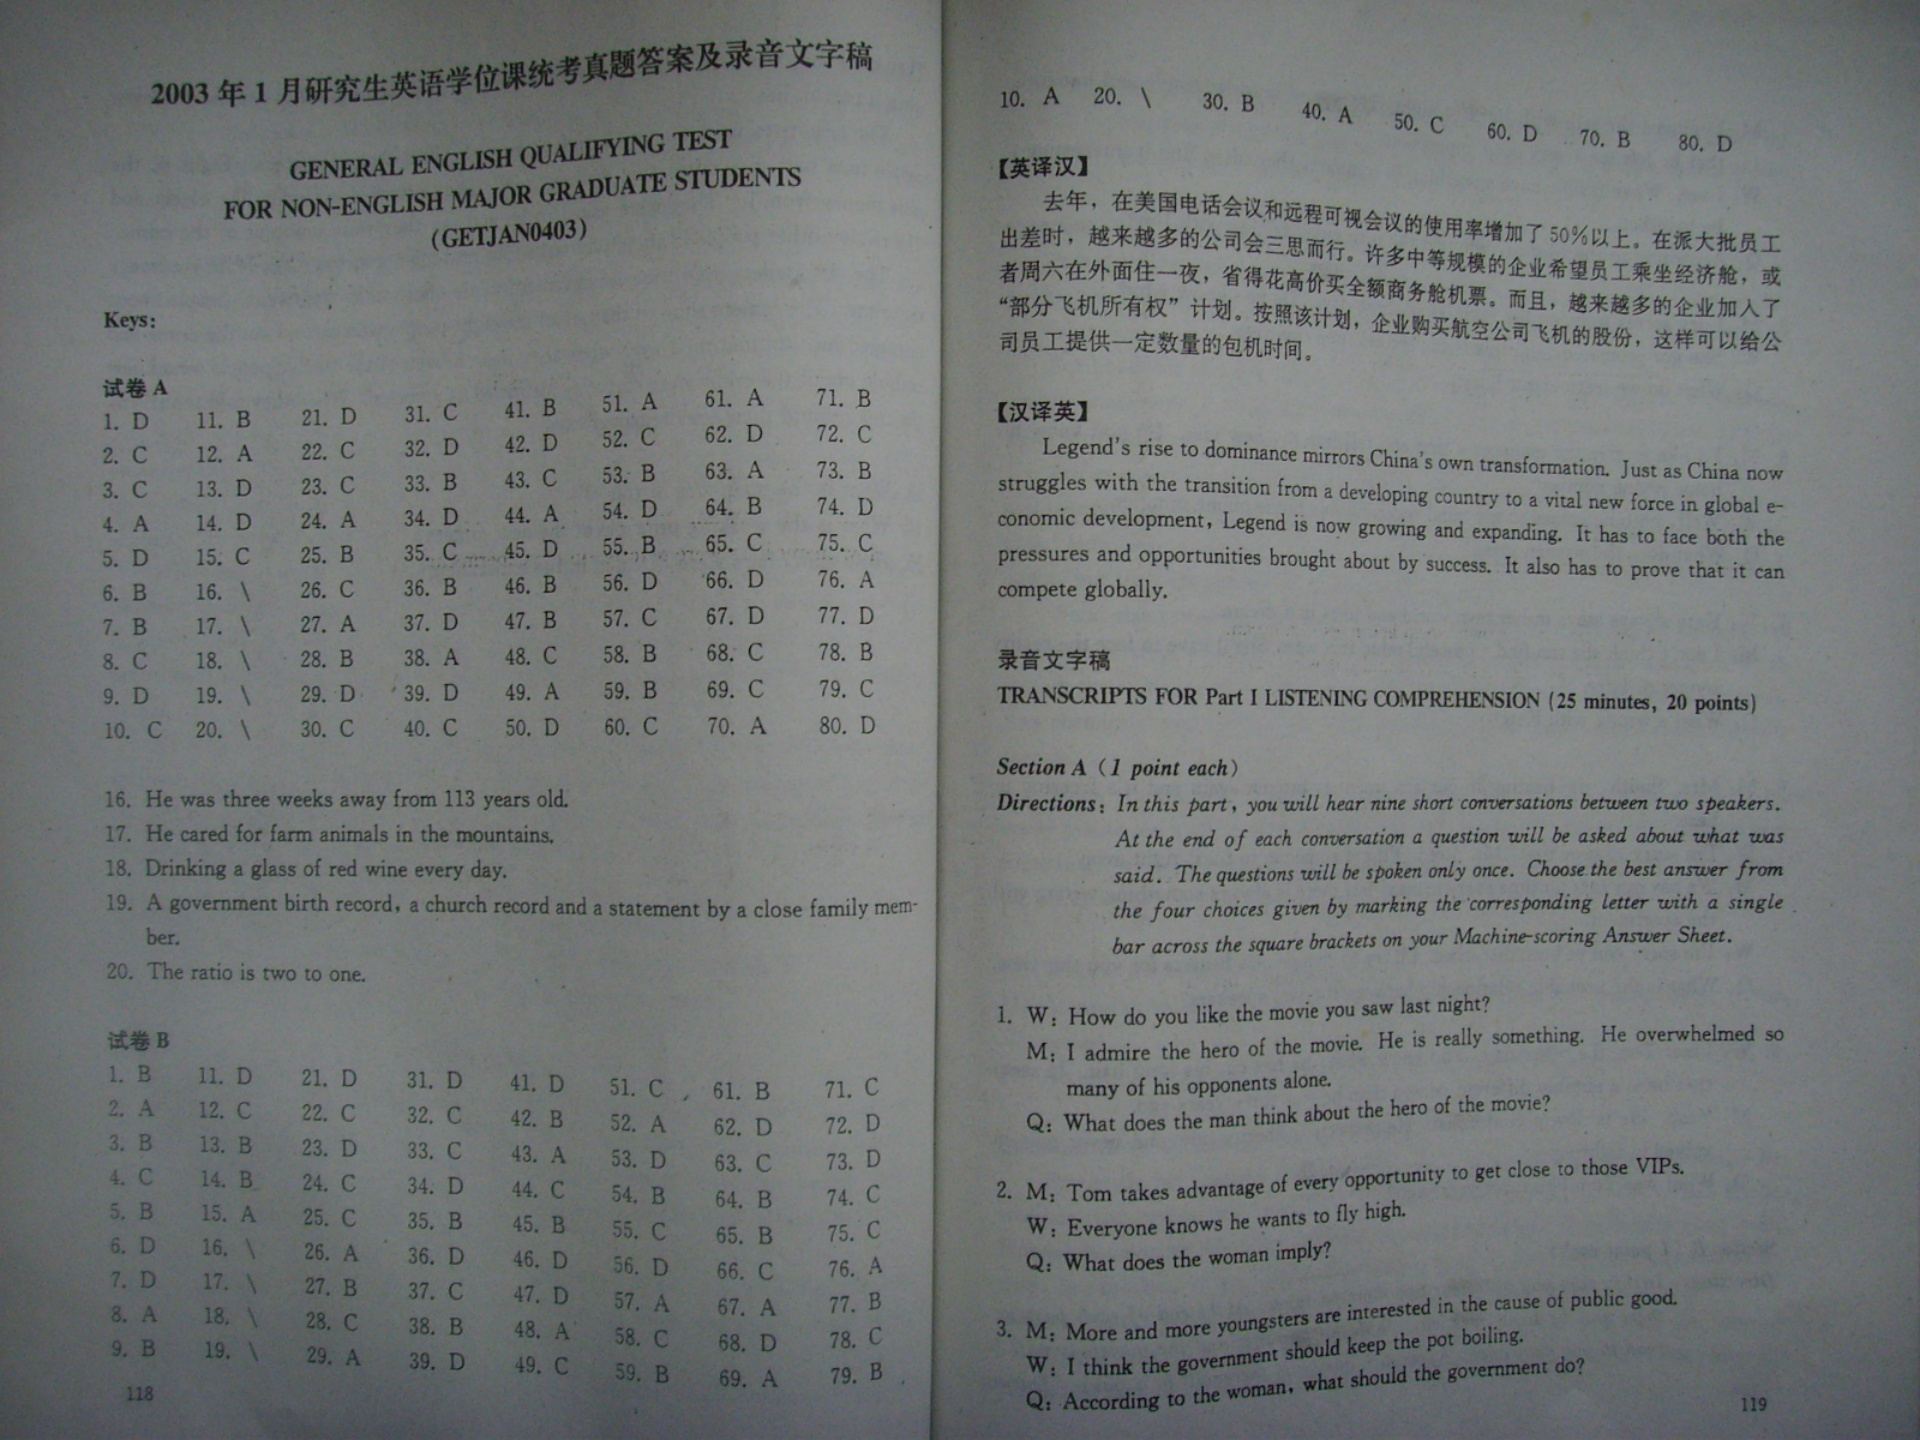 2003 年 1 月研究生英语学位课统考真题答案及录音文字稿
GENERAL ENGLISH QUALIFYING TEST
FOR NON-ENGLISH MAJOR GRADUATE STUDENTS
(GETJAN0403)
Keys:
试卷 A
1. D 11. B 21. D 31. C 41. B 51. A 61. A 71. B
2. C 12. A 22. C 32. D 42. D 52. C 62. D 72. C
3. C 13. D 23. C 33. B 43. C 53. B 63. A 73. B
4. A 14. D 24. A 34. D 44. A 54. D 64. B 74. D
5. D 15. C 25. B 35. C 45. D 55. B 65. C 75. C
6. B 16. \ 26. C 36. B 46. B 56. D 66. D 76. A
7. B 17. \ 27. A 37. D 47. B 57. C 67. D 77. D
8. C 18. \ 28. B 38. A 48. C 58. B 68. C 78. B
9. D 19. \ 29. D 39. D 49. A 59. B 69. C 79. C
10. C 20. \ 30. C 40. C 50. D 60. C 70. A 80. D
16. He was three weeks away from 113 years old.
17. He cared for farm animals in the mountains.
18. Drinking a glass of red wine every day.
19. A government birth record, a church record and a statement by a close family mem-
ber.
20. The ratio is two to one.
试卷 B
1. B 11. D 21. D 31. D 41. D 51. C 61. B 71. C
2. A 12. C 22. C 32. C 42. B 52. A 62. D 72. D
3. B 13. B 23. D 33. C 43. A 53. D 63. C 73. D
4. C 14. B 24. C 34. D 44. C 54. B 64. B 74. C
5. B 15. A 25. C 35. B 45. B 55. C 65. B 75. C
6. D 16. \ 26. A 36. D 46. D 56. D 66. C 76. A
7. D 17. \ 27. B 37. C 47. D 57. A 67. A 77. B
8. A 18. \ 28. C 38. B 48. A 58. C 68. D 78. C
9. B 19. \ 29. A 39. D 49. C 59. B 69. A 79. B
118
10. A 20. \ 30. B 40. A 50. C 60. D 70. B 80. D
【英译汉】
去年，在美国电话会议和远程可视会议的使用率增加了 50%以上。在派大批员工
出差时，越来越多的公司会三思而行。许多中等规模的企业希望员工乘坐经济舱，或
者周六在外面住一夜，省得花高价买全额商务舱机票。而且，越来越多的企业加入了
“部分飞机所有权”计划。按照该计划，企业购买航空公司飞机的股份，这样可以给公
司员工提供一定数量的包机时间。
【汉译英】
Legend's rise to dominance mirrors China's own transformation. Just as China now
struggles with the transition from a developing country to a vital new force in global e-
conomic development, Legend is now growing and expanding. It has to face both the
pressures and opportunities brought about by success. It also has to prove that it can
compete globally.
录音文字稿
TRANSCRIPTS FOR Part I LISTENING COMPREHENSION (25 minutes, 20 points)
Section A (1 point each)
Directions: In this part, you will hear nine short conversations between two speakers.
At the end of each conversation a question will be asked about what was
said. The questions will be spoken only once. Choose the best answer from
the four choices given by marking the corresponding letter with a single
bar across the square brackets on your Machine-scoring Answer Sheet.
1. W: How do you like the movie you saw last night?
M: I admire the hero of the movie. He is really something. He overwhelmed so
many of his opponents alone.
Q: What does the man think about the hero of the movie?
2. M: Tom takes advantage of every opportunity to get close to those VIPs.
W: Everyone knows he wants to fly high.
Q: What does the woman imply?
3. M: More and more youngsters are interested in the cause of public good.
W: I think the government should keep the pot boiling.
Q: According to the woman, what should the government do?
119